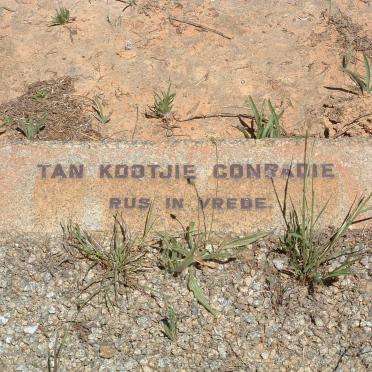 TAN KOOTJIE CONRADIE
RUS IN VREDE.